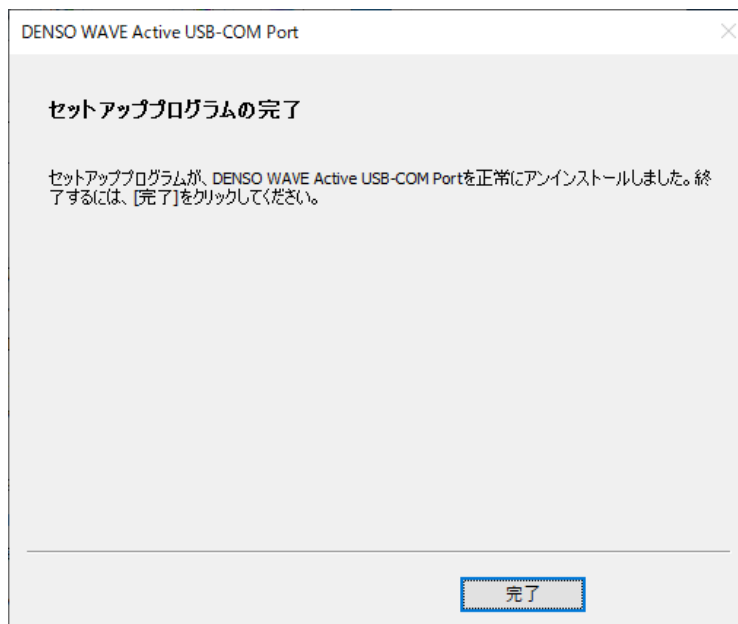 DENSO WAVE Active USB-COM Port
セットアッププログラムの完了
セットアッププログラムが、DENSO WAVE Active USB-COM Portを正常にアンインストールしました。終
了するには、[完了]をクリックしてください。
完了